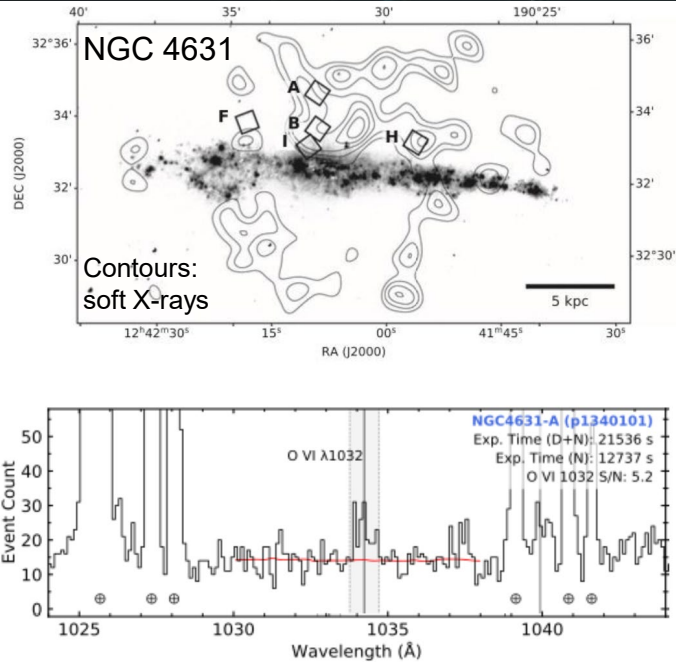 40'
35'
30'
190°25'
32°36'
NGC 4631
36'
A
34'
F
B
34'
I
H
DEC (J2000)
32'
32'
30'
Contours:
soft X-rays
32°30'
5 kpc
12ʰ42ᵐ30ˢ
15ˢ
00ˢ
41ᵐ45ˢ
30ˢ
RA (J2000)
NGC4631-A (p1340101)
Exp. Time (D+N): 21536 s
Exp. Time (N): 12737 s
O VI 1032 S/N: 5.2
O VI λ1032
50
40
30
20
10
0
Event Count
⊕ ⊕ ⊕ ⊕ ⊕ ⊕
1025 1030 1035 1040
Wavelength (Å)